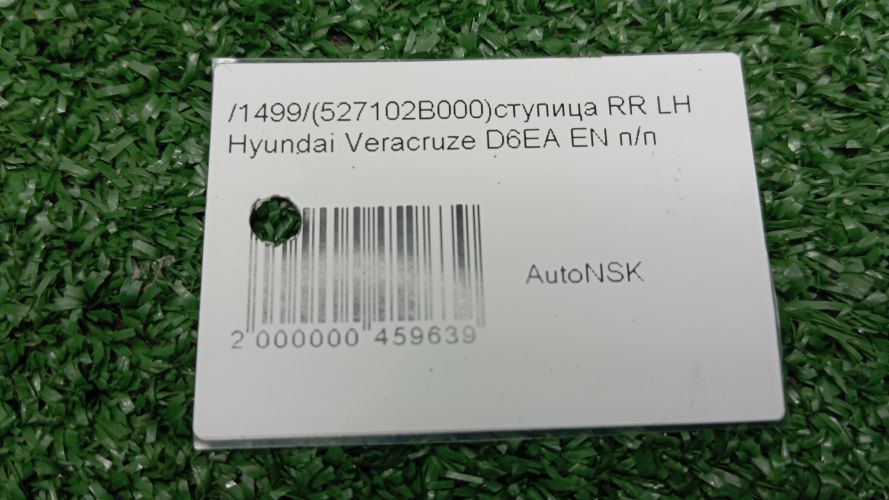 /1499/(527102B000)ступица RR LH
Hyundai Veracruze D6EA EN п/п
AutoNSK
2 000000 459639